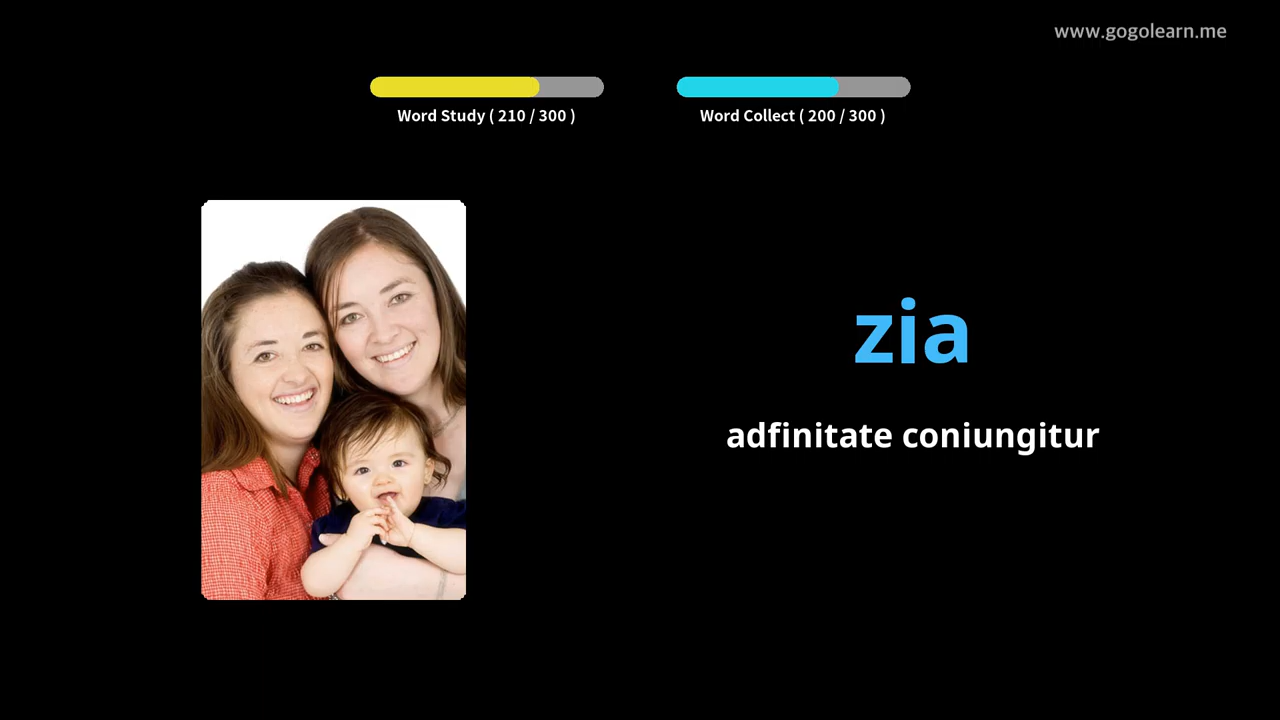 www.gogolearn.me
Word Study ( 210 / 300 )
Word Collect ( 200 / 300 )
zia
adfinitate coniungitur